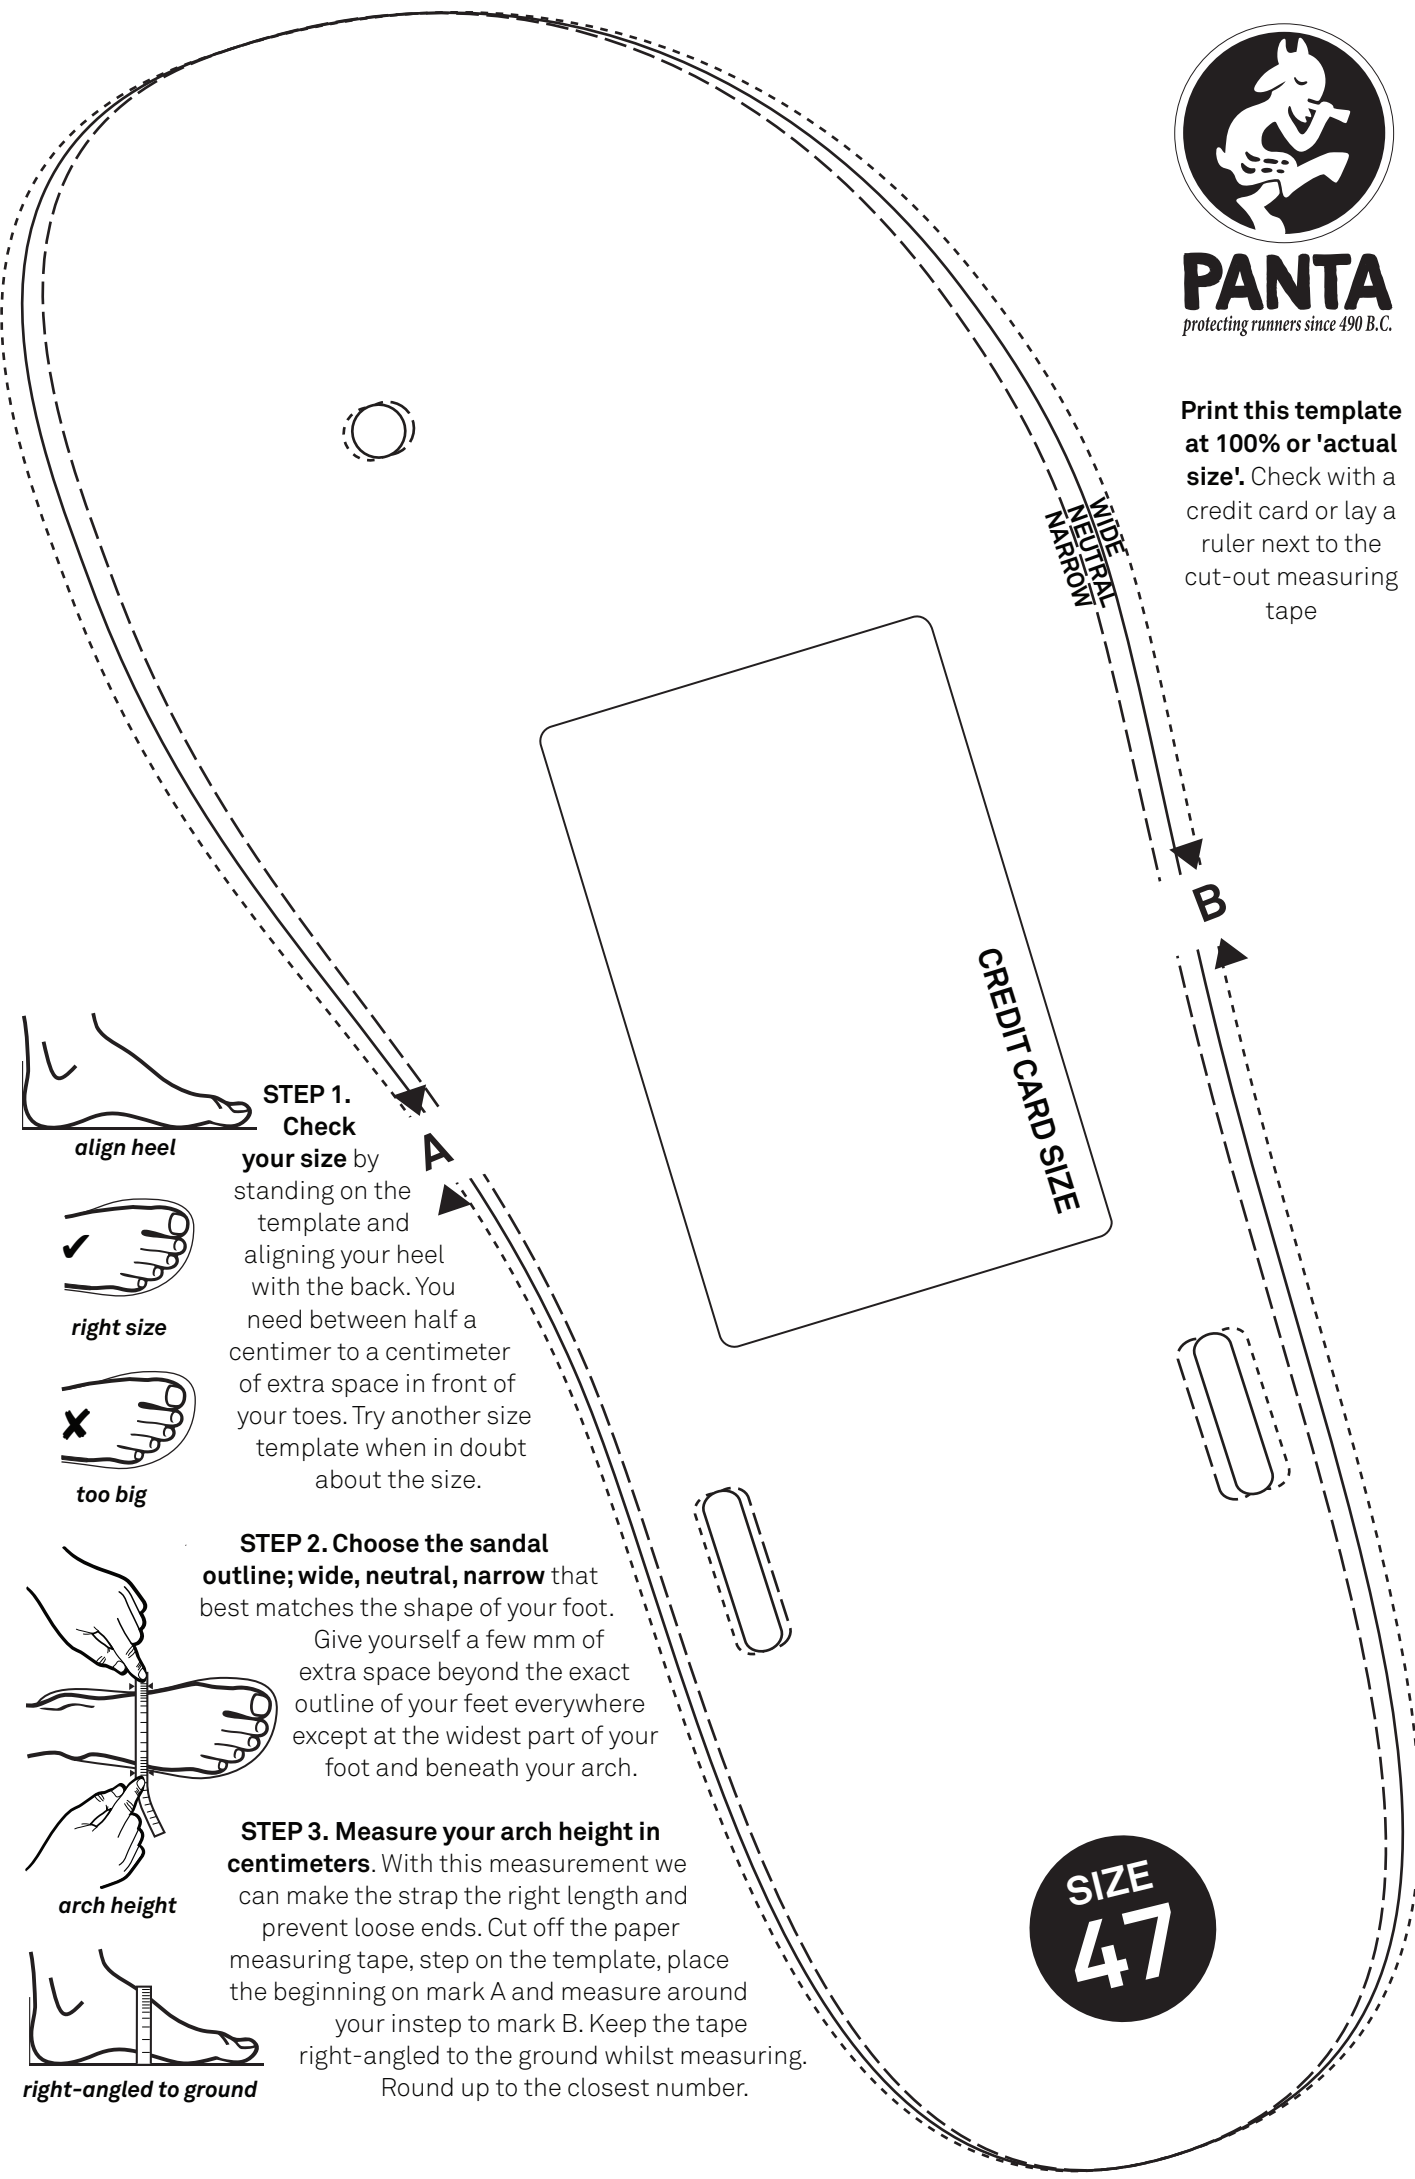 PANTA
protecting runners since 490 B.C.
Print this template
at 100% or 'actual
size'. Check with a
credit card or lay a
ruler next to the
cut-out measuring
tape
WIDE
NEUTRAL
NARROW
B
CREDIT CARD SIZE
A
align heel
right size
too big
STEP 1.
Check
your size by
standing on the
template and
aligning your heel
with the back. You
need between half a
centimer to a centimeter
of extra space in front of
your toes. Try another size
template when in doubt
about the size.
STEP 2. Choose the sandal
outline; wide, neutral, narrow that
best matches the shape of your foot.
Give yourself a few mm of
extra space beyond the exact
outline of your feet everywhere
except at the widest part of your
foot and beneath your arch.
arch height
STEP 3. Measure your arch height in
centimeters. With this measurement we
can make the strap the right length and
prevent loose ends. Cut off the paper
measuring tape, step on the template, place
the beginning on mark A and measure around
your instep to mark B. Keep the tape
right-angled to the ground whilst measuring.
Round up to the closest number.
right-angled to ground
SIZE
47